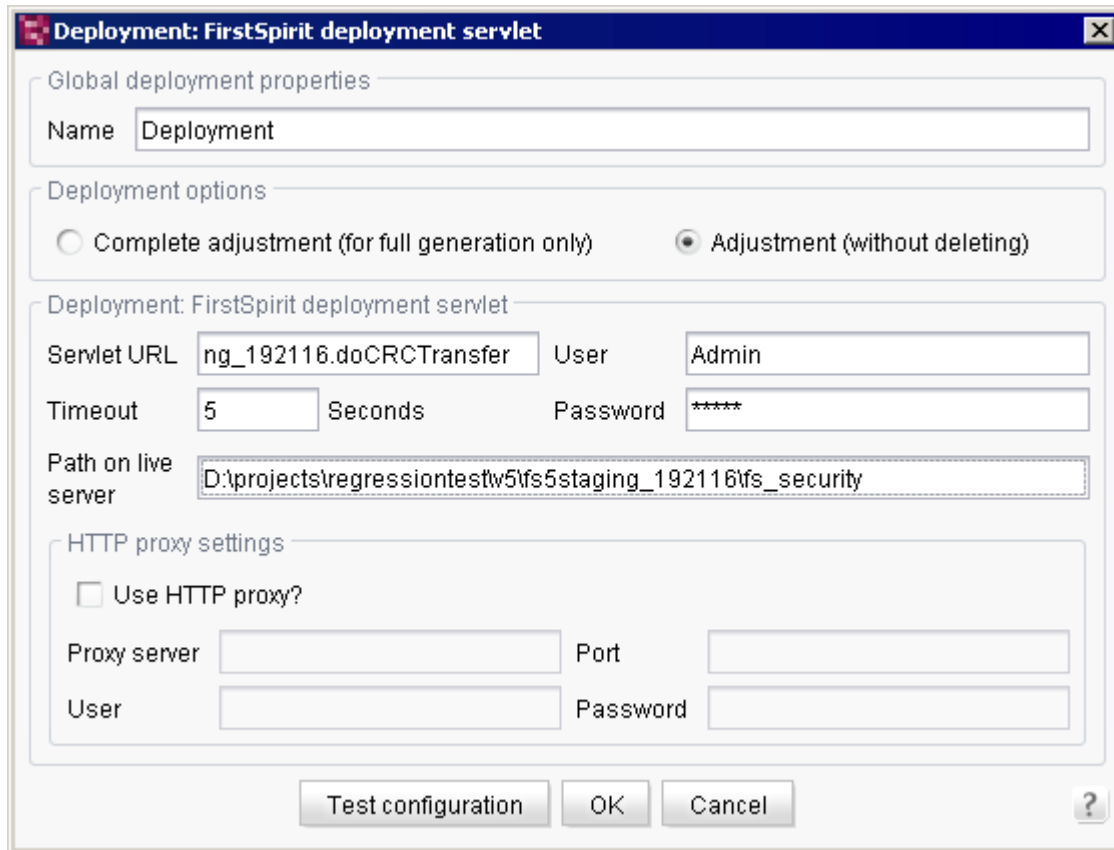 Deployment: FirstSpirit deployment servlet
Global deployment properties
Name Deployment
Deployment options
Complete adjustment (for full generation only) Adjustment (without deleting)
Deployment: FirstSpirit deployment servlet
Servlet URL ng_192116.doCRCTransfer User Admin
Timeout 5 Seconds Password *****
Path on live
server D:\projects\regressiontest\v5\fs5staging_192116\fs_security
HTTP proxy settings
Use HTTP proxy?
Proxy server Port
User Password
Test configuration OK Cancel ?